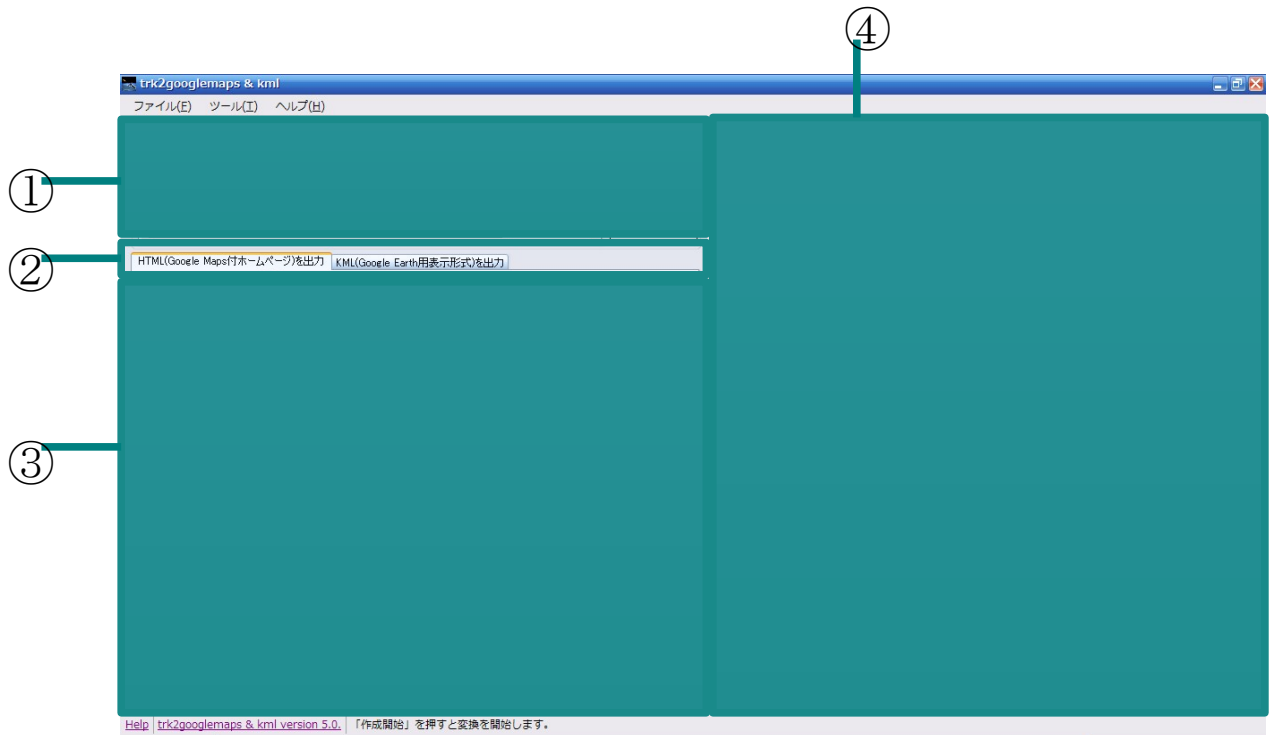 ④
trk2googlemaps & kml
ファイル(F) ツール(T) ヘルプ(H)
①
②
HTML(Google Maps付ホームページ)を出力 KML(Google Earth用表示形式)を出力
③
Help trk2googlemaps & kml version 5.0. 「作成開始」を押すと変換を開始します。